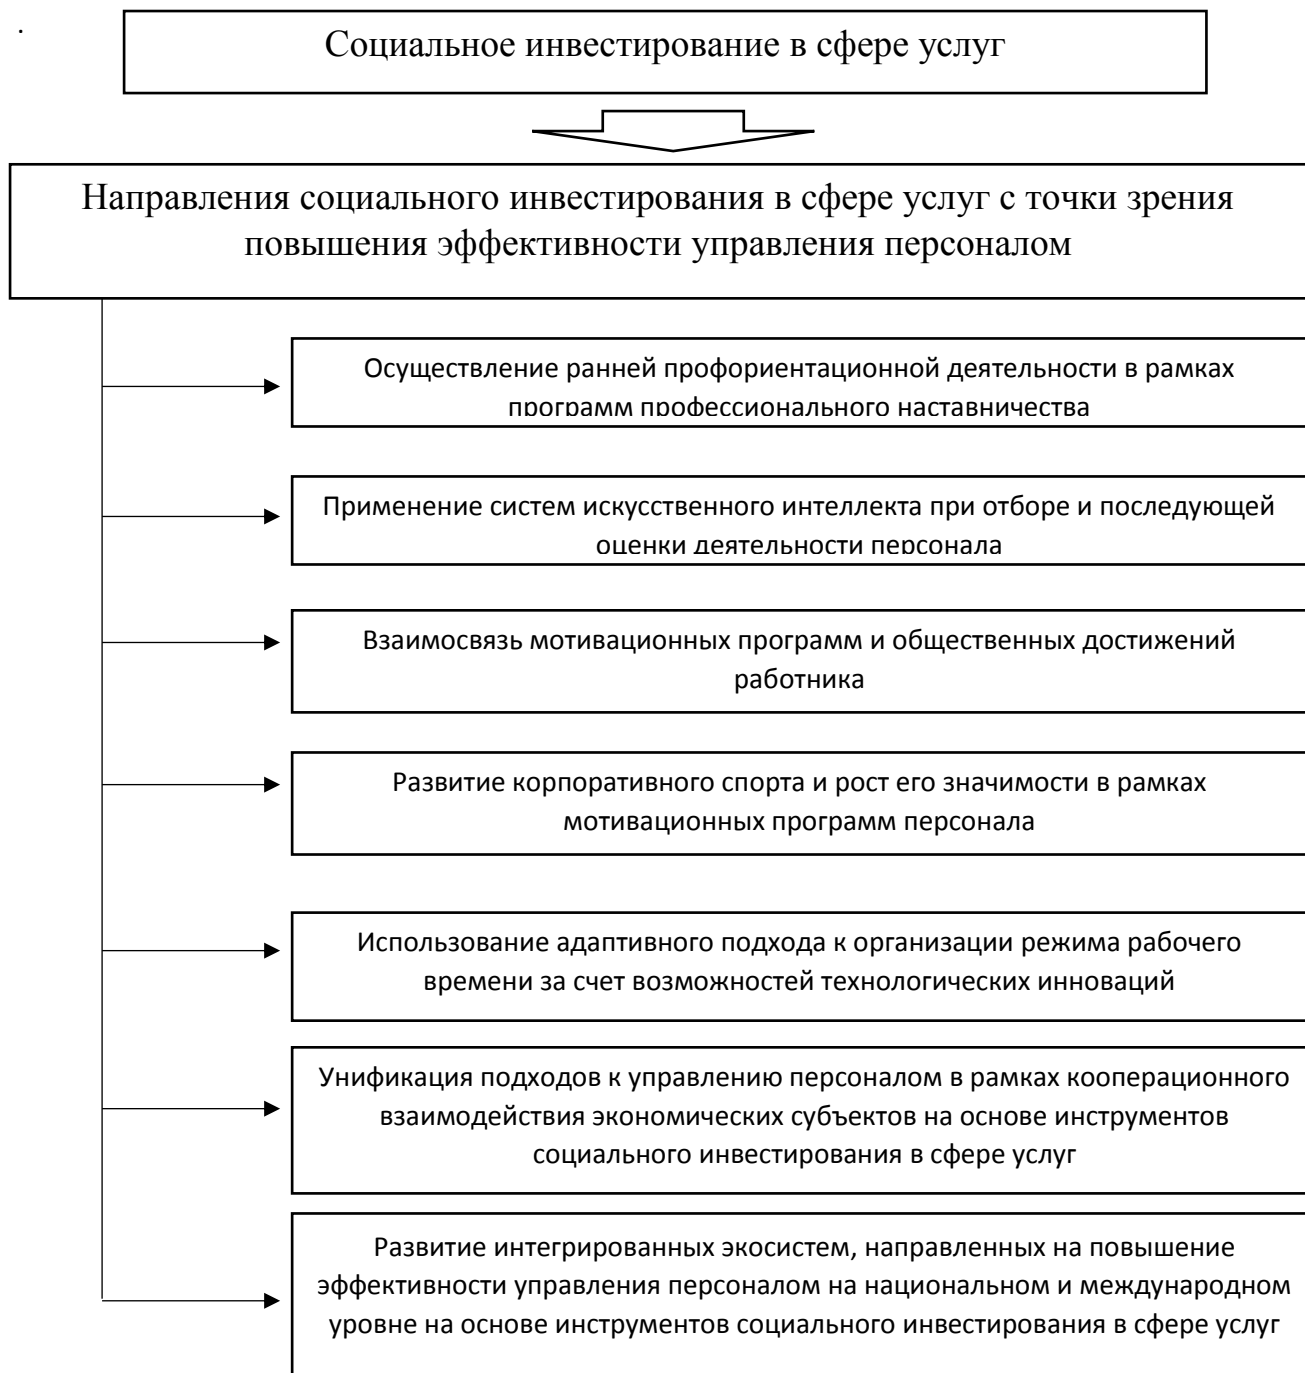 .
Социальное инвестирование в сфере услуг
Направления социального инвестирования в сфере услуг с точки зрения
повышения эффективности управления персоналом
Осуществление ранней профориентационной деятельности в рамках
программ профессионального наставничества
Применение систем искусственного интеллекта при отборе и последующей
оценки деятельности персонала
Взаимосвязь мотивационных программ и общественных достижений
работника
Развитие корпоративного спорта и рост его значимости в рамках
мотивационных программ персонала
Использование адаптивного подхода к организации режима рабочего
времени за счет возможностей технологических инноваций
Унификация подходов к управлению персоналом в рамках кооперационного
взаимодействия экономических субъектов на основе инструментов
социального инвестирования в сфере услуг
Развитие интегрированных экосистем, направленных на повышение
эффективности управления персоналом на национальном и международном
уровне на основе инструментов социального инвестирования в сфере услуг